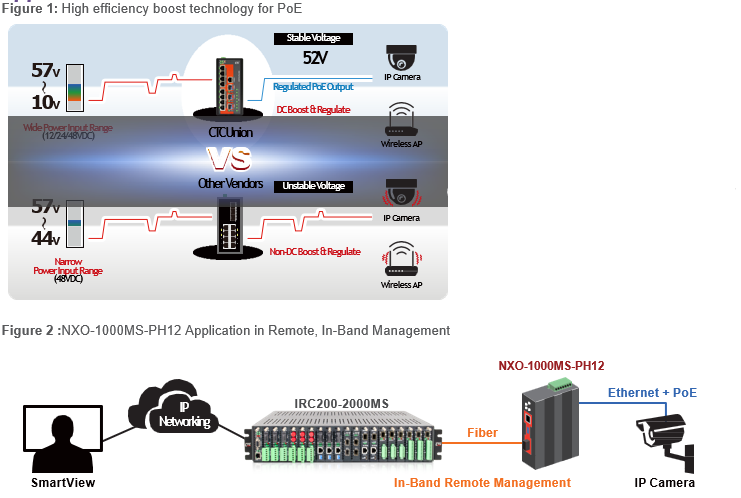 Figure 1: High efficiency boost technology for PoE
Stable Voltage
52V
57v
~
10v
Regulated PoE Output
DC Boost & Regulate
IP Camera
Wide Power Input Range
(12/24/48VDC)
CTC Union
Wireless AP
VS
Other Vendors
Unstable Voltage
57v
~
44v
IP Camera
Non-DC Boost & Regulate
Narrow
Power Input Range
(48VDC)
Wireless AP
Figure 2 :NXO-1000MS-PH12 Application in Remote, In-Band Management
NXO-1000MS-PH12
Ethernet + PoE
IP
Networking
IRC200-2000MS
Fiber
SmartView
In-Band Remote Management
IP Camera